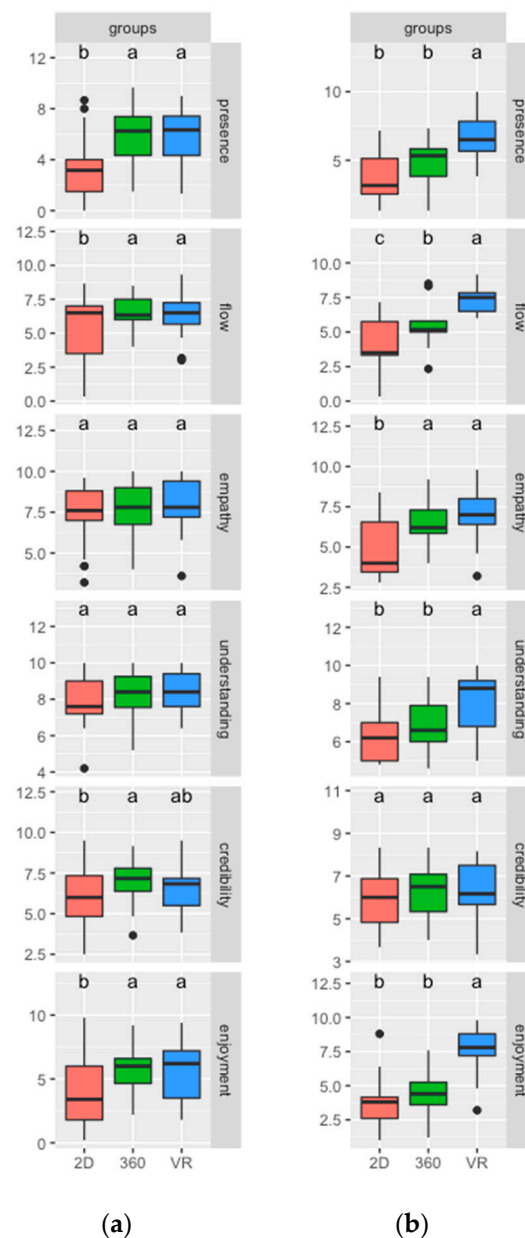 groups
groups
b a a
12
8
4
0
presence
b b a
10
5
presence
b a a
12.5
10.0
7.5
5.0
2.5
0.0
flow
c b a
10.0
7.5
5.0
2.5
0.0
flow
a a a
12.5
10.0
7.5
5.0
empathy
b a a
12.5
10.0
7.5
5.0
2.5
empathy
a a a
12
10
8
6
4
understanding
b b a
12
10
8
6
understanding
b a ab
12.5
10.0
7.5
5.0
2.5
credibility
a a a
11
9
7
5
3
credibility
b a a
10
5
0
enjoyment
b b a
10.0
7.5
5.0
2.5
enjoyment
2D 360 VR
2D 360 VR
(a)
(b)